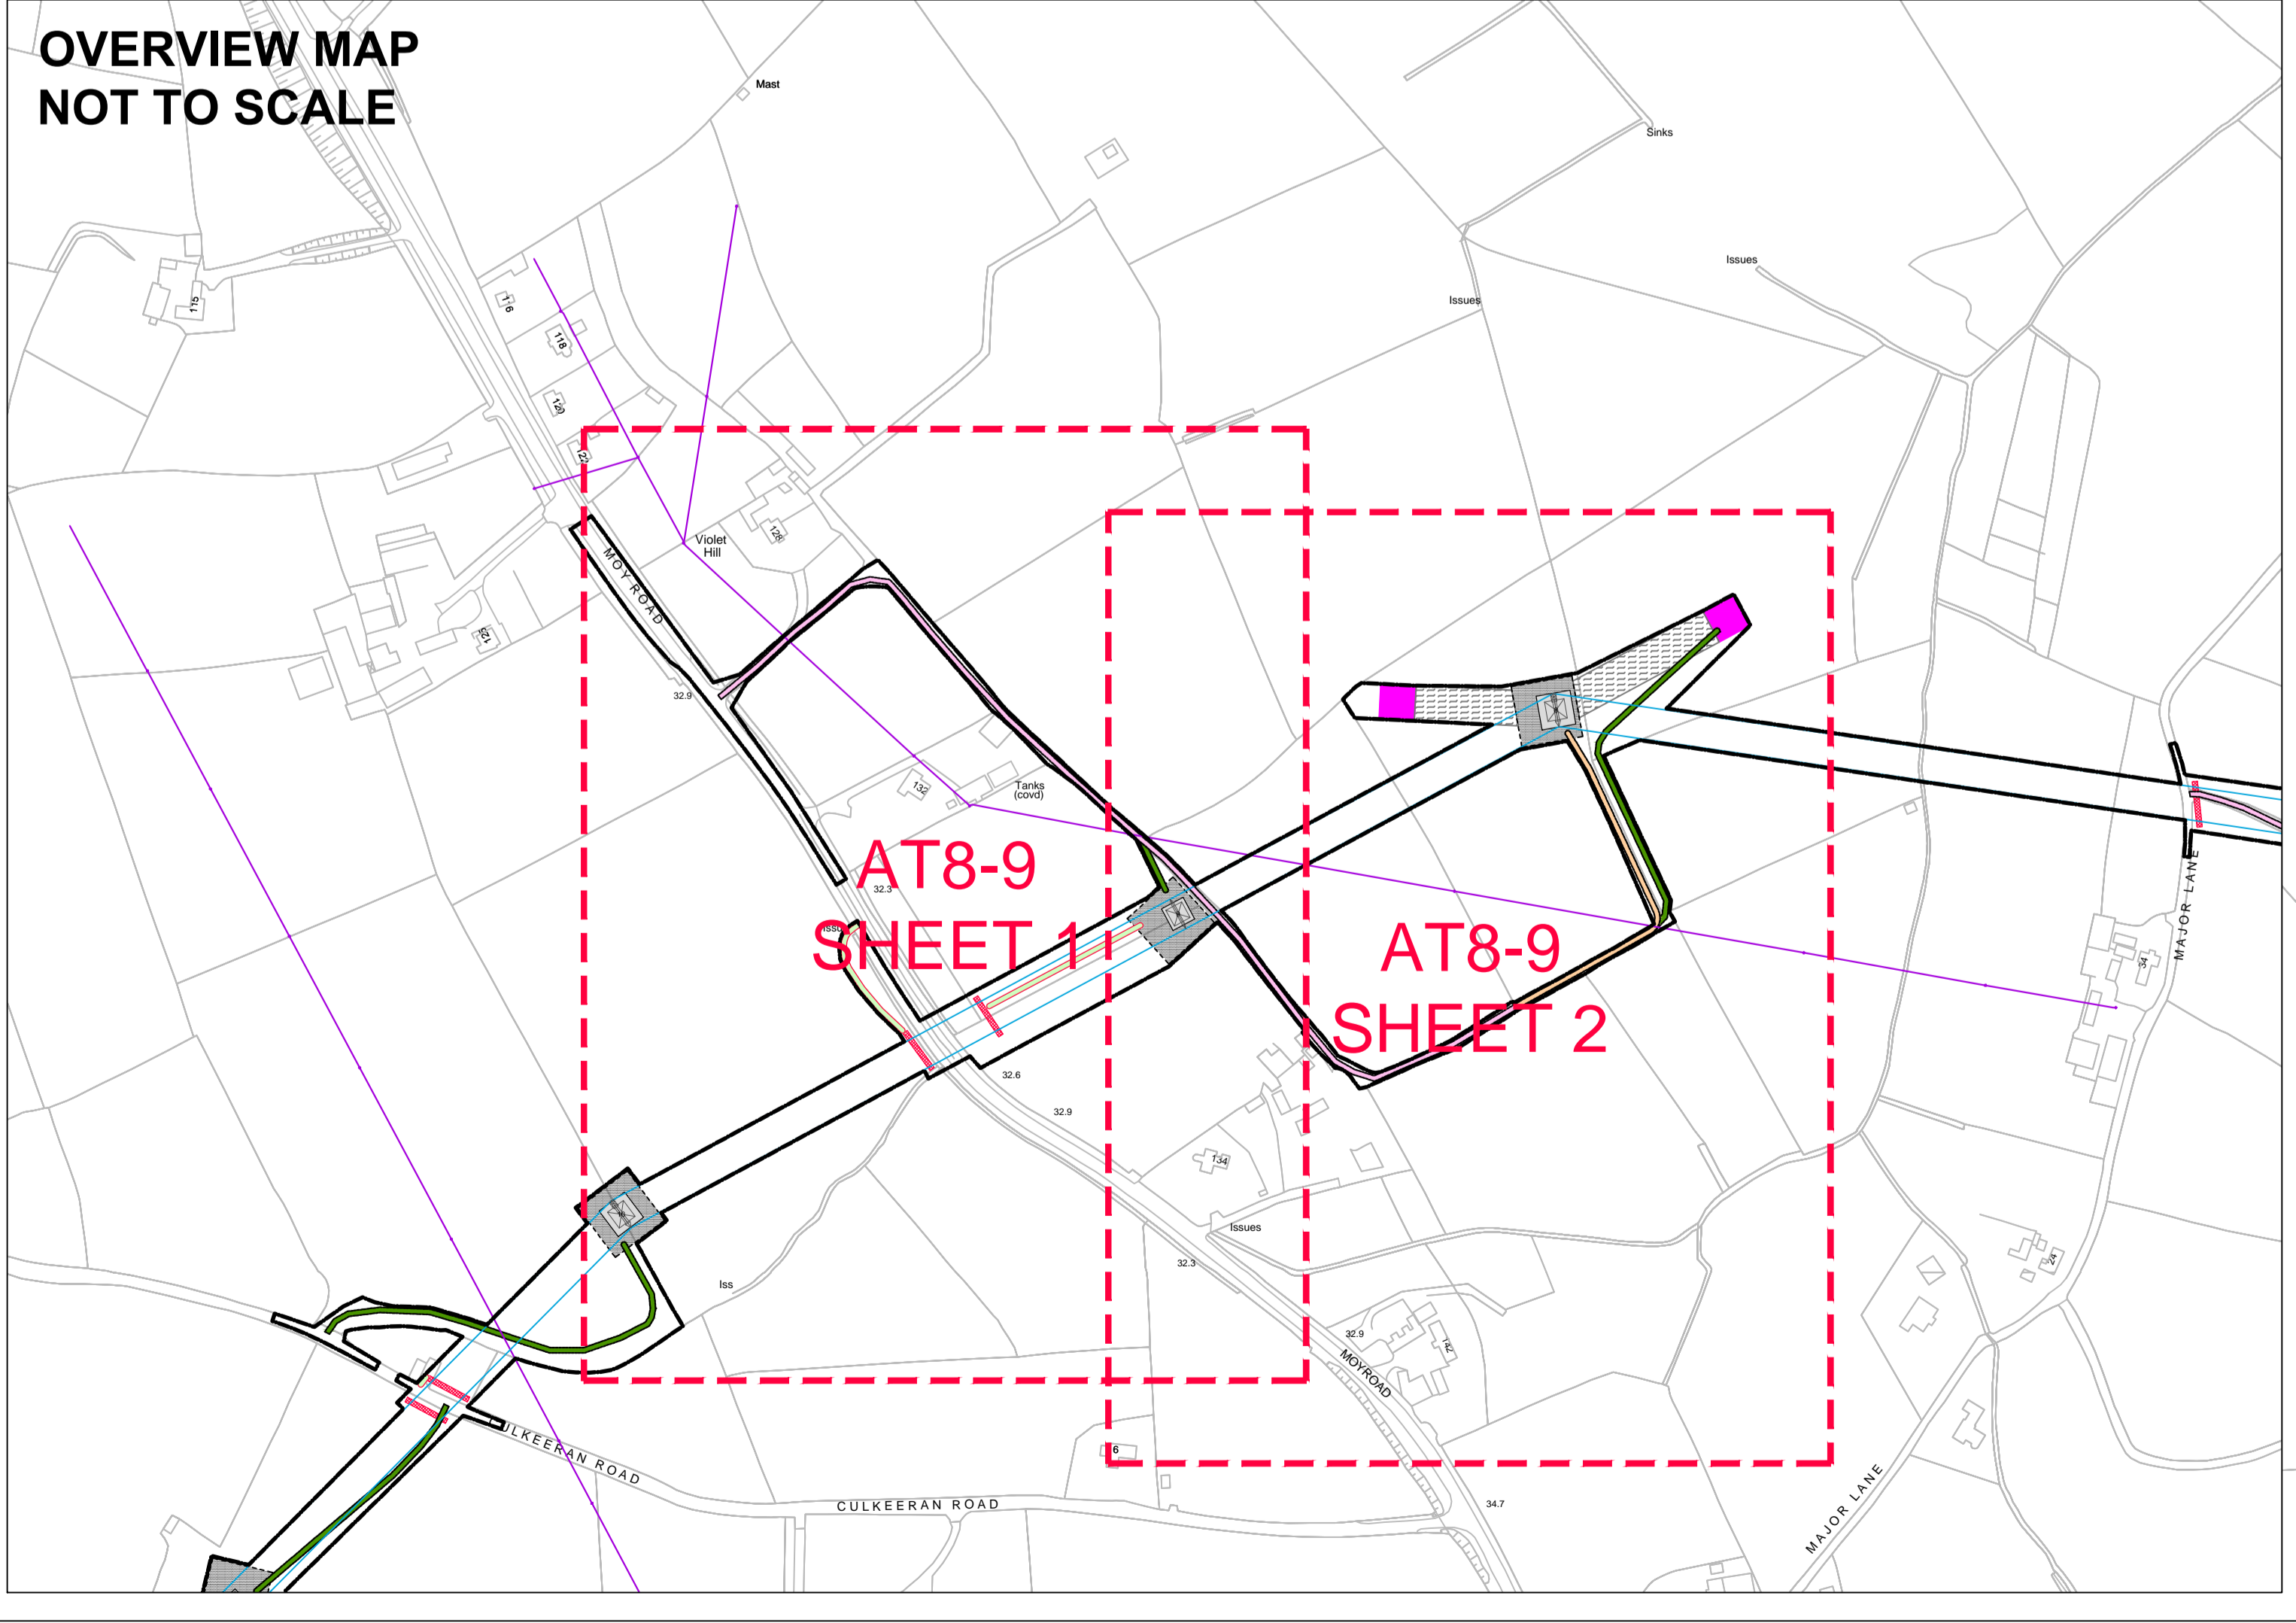 OVERVIEW MAP
NOT TO SCALE
Mast
Sinks
Issues
Issues
115
116
118
120
122
Violet
Hill
128
MOY ROAD
125
32.9
132
Tanks
(covd)
AT8-9
SHEET 1
32.3
AT8-9
SHEET 2
MAJOR LANE
34
32.6
32.9
134
Issues
Iss
32.3
24
32.9
142
MOYROAD
CULKEERAN ROAD
6
CULKEERAN ROAD
34.7
MAJOR LANE